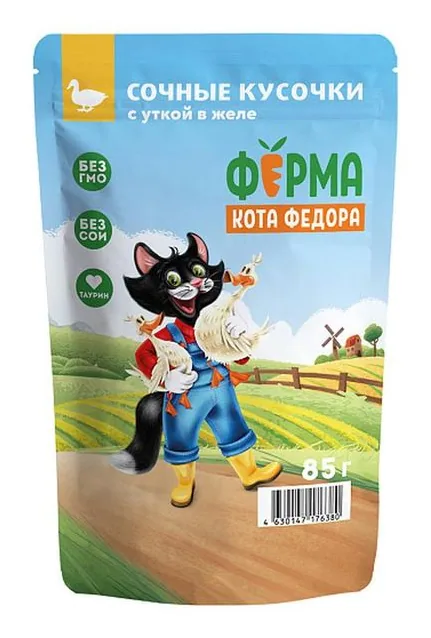 СОЧНЫЕ КУСОЧКИ
с уткой в желе
БЕЗ
ГМО
ФЕРМА
КОТА ФЕДОРА
БЕЗ
СОИ
ТАУРИН
85 г
4 630147 176380